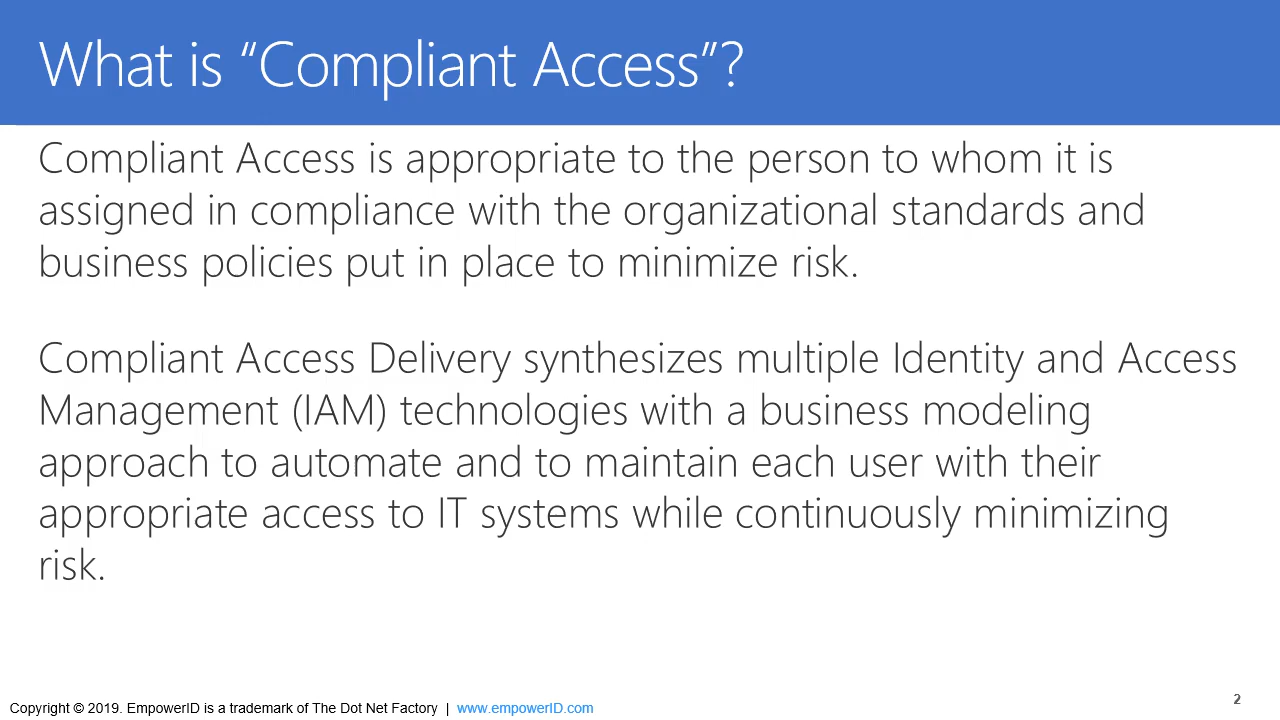 What is “Compliant Access”?
Compliant Access is appropriate to the person to whom it is
assigned in compliance with the organizational standards and
business policies put in place to minimize risk.
Compliant Access Delivery synthesizes multiple Identity and Access
Management (IAM) technologies with a business modeling
approach to automate and to maintain each user with their
appropriate access to IT systems while continuously minimizing
risk.
Copyright © 2019. EmpowerID is a trademark of The Dot Net Factory | www.empowerID.com
2